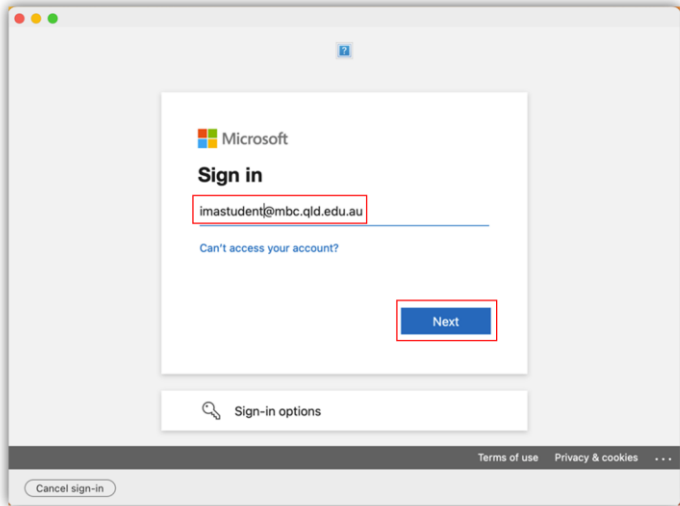 ?
Microsoft
Sign in
imastudent@mbc.qld.edu.au
Can't access your account?
Next
Sign-in options
Terms of use Privacy & cookies ...
Cancel sign-in